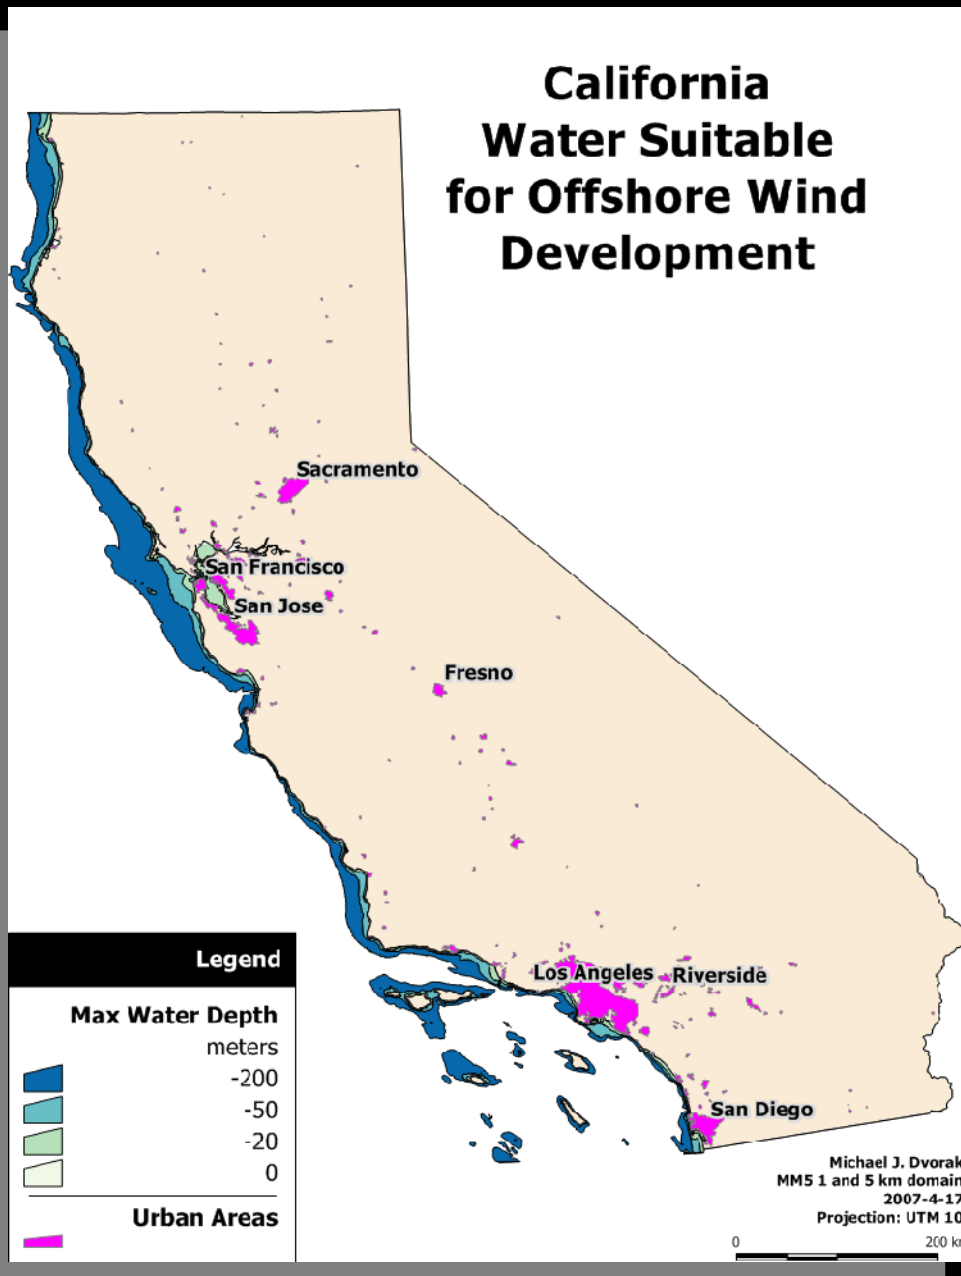 California
Water Suitable
for Offshore Wind
Development
Sacramento
San Francisco
San Jose
Fresno
Los Angeles
Riverside
San Diego
Legend
Max Water Depth
meters
-200
-50
-20
0
Urban Areas
Michael J. Dvorak
MM5 1 and 5 km domain
2007-4-17
Projection: UTM 10
0
200 k